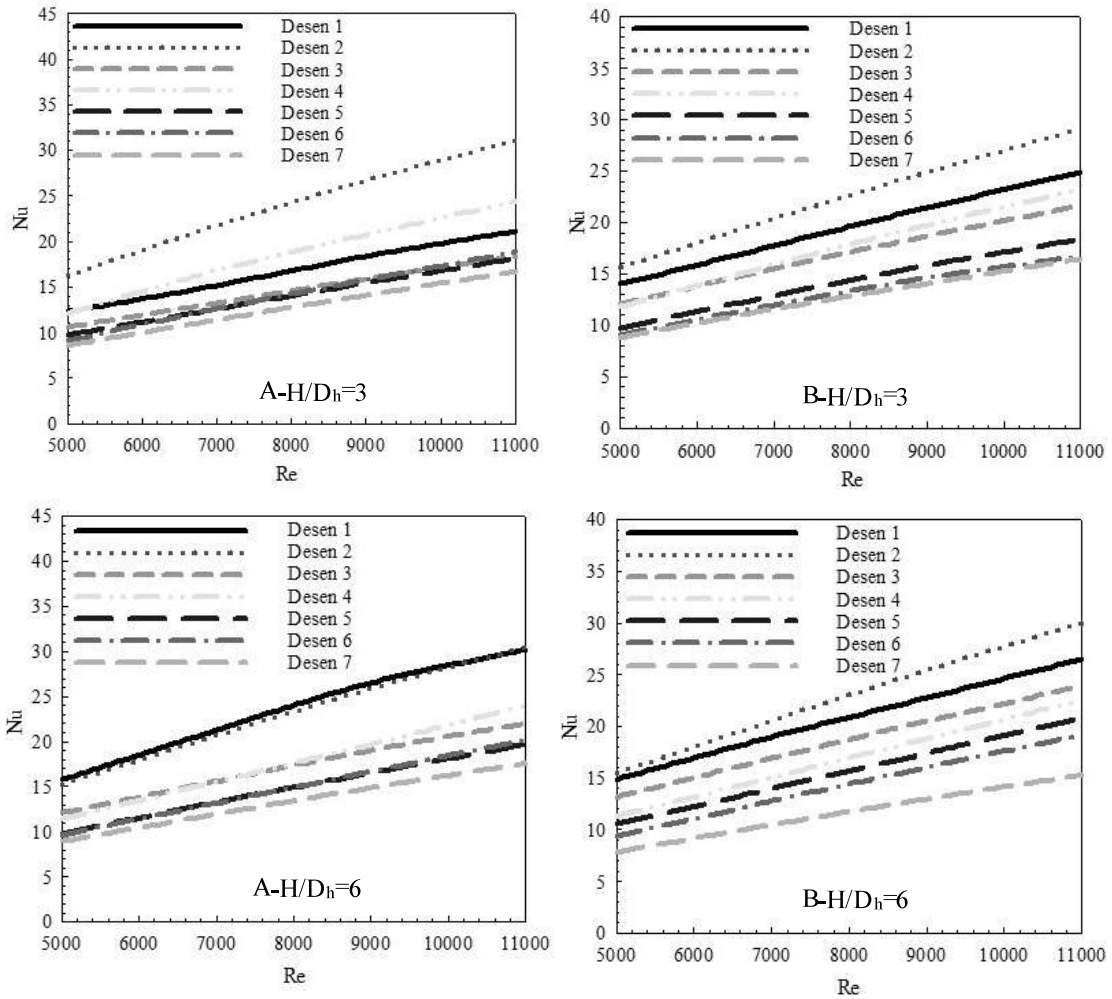 45
40
35
30
25
20
15
10
5
0
Nu
Desen 1
Desen 2
Desen 3
Desen 4
Desen 5
Desen 6
Desen 7
A-H/Dh=3
5000 6000 7000 8000 9000 10000 11000
Re
40
35
30
25
20
15
10
5
0
Nu
Desen 1
Desen 2
Desen 3
Desen 4
Desen 5
Desen 6
Desen 7
B-H/Dh=3
5000 6000 7000 8000 9000 10000 11000
Re
45
40
35
30
25
20
15
10
5
0
Nu
Desen 1
Desen 2
Desen 3
Desen 4
Desen 5
Desen 6
Desen 7
A-H/Dh=6
5000 6000 7000 8000 9000 10000 11000
Re
40
35
30
25
20
15
10
5
0
Nu
Desen 1
Desen 2
Desen 3
Desen 4
Desen 5
Desen 6
Desen 7
B-H/Dh=6
5000 6000 7000 8000 9000 10000 11000
Re